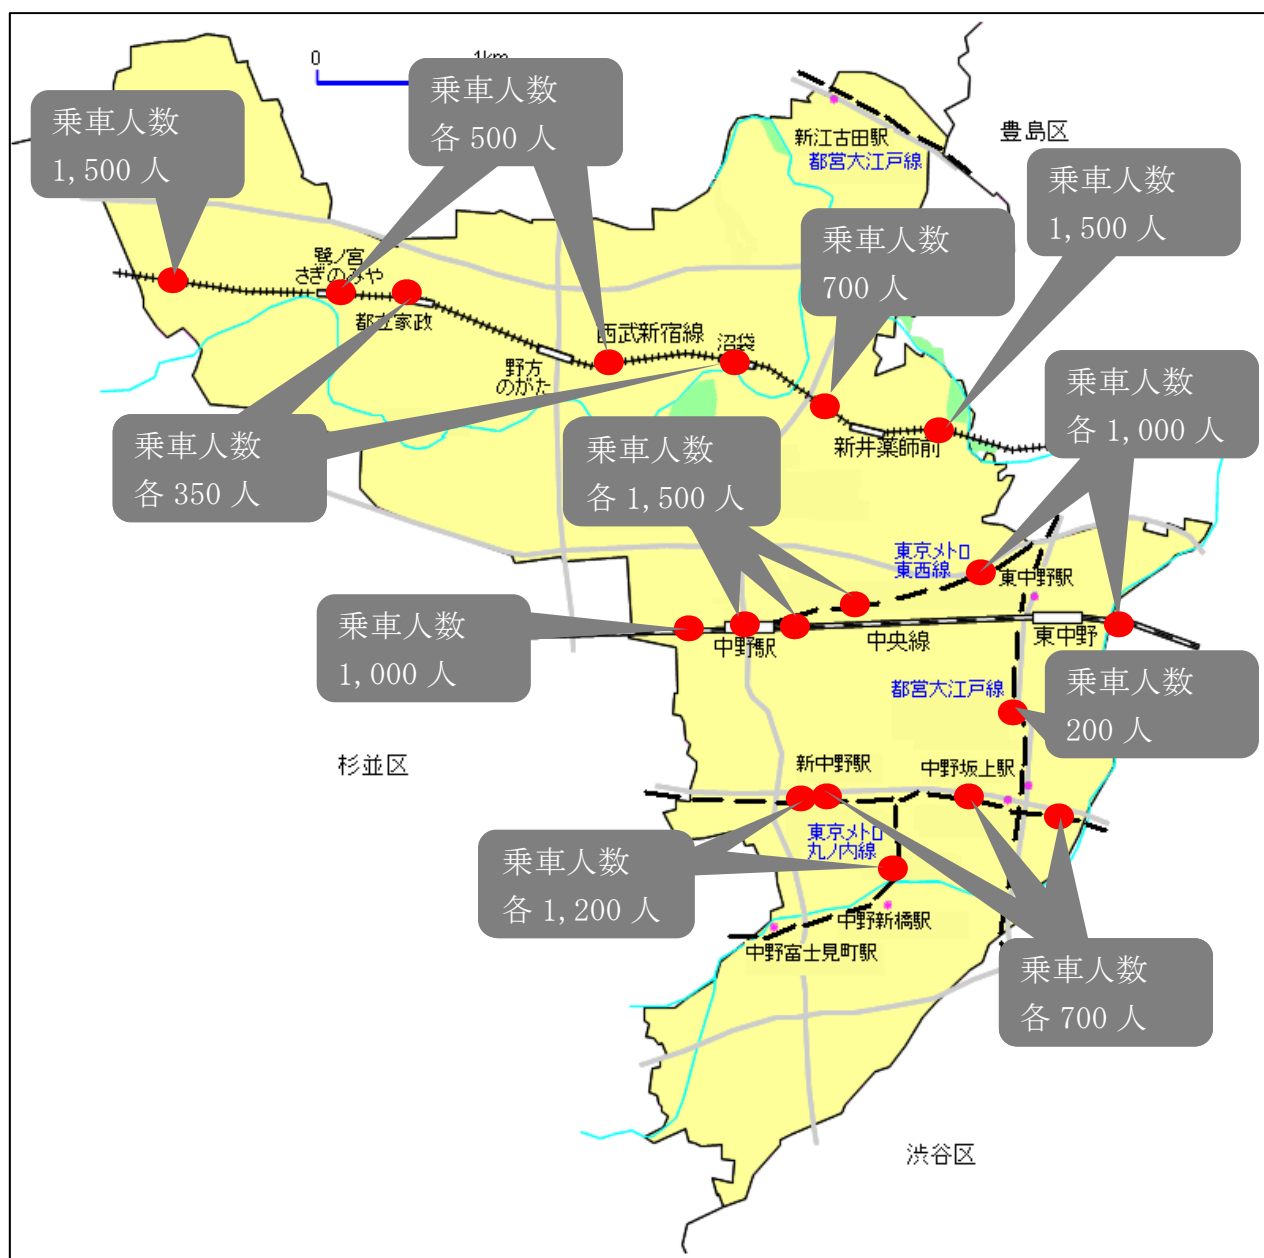 0
1km
乗車人数
各 500 人
乗車人数
1,500 人
新江古田駅
都営大江戸線
豊島区
乗車人数
1,500 人
乗車人数
700 人
鷺ノ宮
さぎのみや
都立家政
西武新宿線
沼袋
野方
のがた
乗車人数
各 1,000 人
乗車人数
各 350 人
乗車人数
各 1,500 人
新井薬師前
東京メトロ
東西線
東中野駅
乗車人数
1,000 人
中野駅
中央線
東中野
都営大江戸線
乗車人数
200 人
杉並区
新中野駅
中野坂上駅
東京メトロ
丸ノ内線
乗車人数
各 1,200 人
中野新橋駅
中野富士見町駅
乗車人数
各 700 人
渋谷区